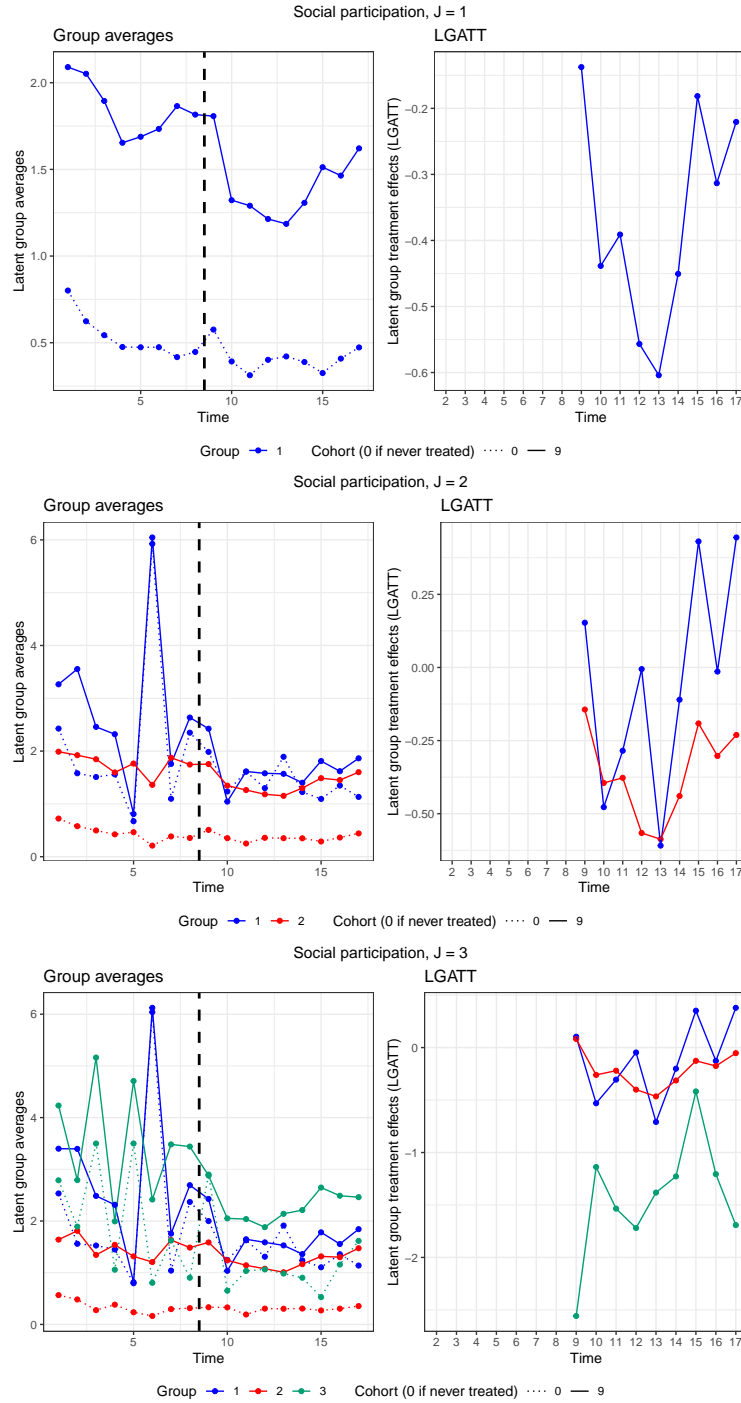 Social participation, J = 1
Group averages
LGATT
Latent group averages
2.0
1.5
1.0
0.5
5 10 15
Time
Latent group treatment effects (LGATT)
−0.2
−0.3
−0.4
−0.5
−0.6
2 3 4 5 6 7 8 9 10 11 12 13 14 15 16 17
Time
Group 1 Cohort (0 if never treated) 0 9
Social participation, J = 2
Group averages
LGATT
Latent group averages
6
4
2
0
5 10 15
Time
Latent group treatment effects (LGATT)
0.25
0.00
−0.25
−0.50
2 3 4 5 6 7 8 9 10 11 12 13 14 15 16 17
Time
Group 1 2 Cohort (0 if never treated) 0 9
Social participation, J = 3
Group averages
LGATT
Latent group averages
6
4
2
0
5 10 15
Time
Latent group treatment effects (LGATT)
0
−1
−2
2 3 4 5 6 7 8 9 10 11 12 13 14 15 16 17
Time
Group 1 2 3 Cohort (0 if never treated) 0 9